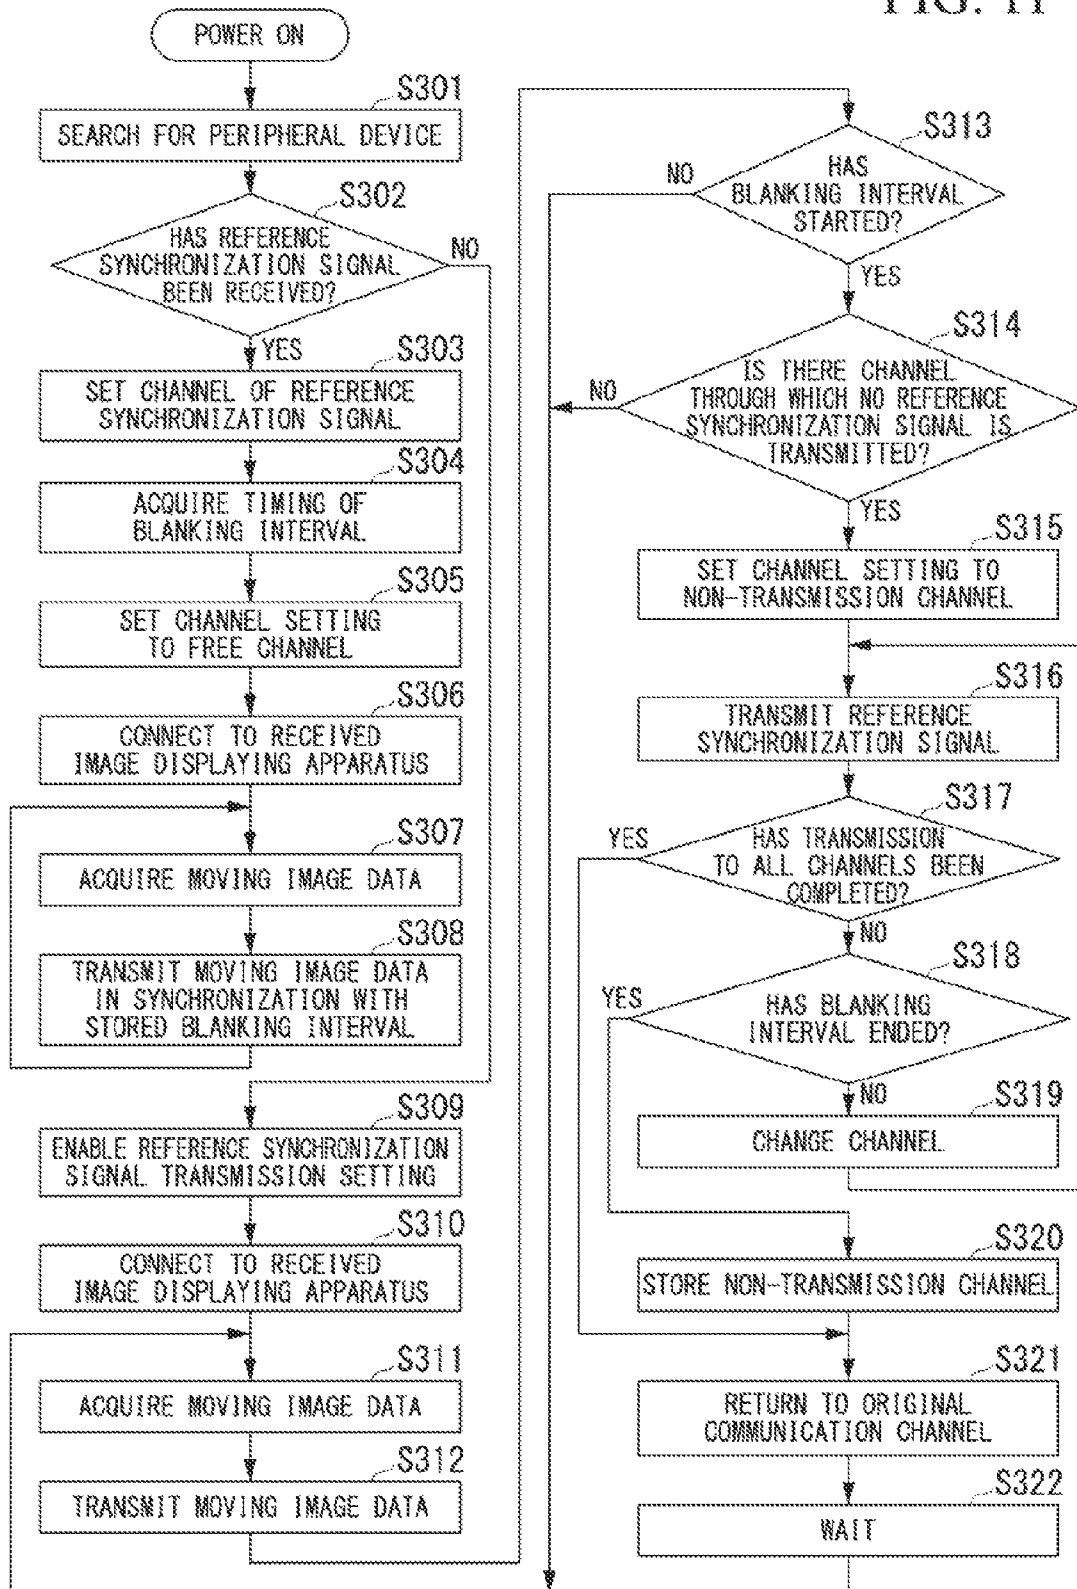 FIG. 11
POWER ON
S301
SEARCH FOR PERIPHERAL DEVICE
S302
HAS REFERENCE
SYNCHRONIZATION SIGNAL
BEEN RECEIVED?
NO
YES
S303
SET CHANNEL OF REFERENCE
SYNCHRONIZATION SIGNAL
S304
ACQUIRE TIMING OF
BLANKING INTERVAL
S305
SET CHANNEL SETTING
TO FREE CHANNEL
S306
CONNECT TO RECEIVED
IMAGE DISPLAYING APPARATUS
S307
ACQUIRE MOVING IMAGE DATA
S308
TRANSMIT MOVING IMAGE DATA
IN SYNCHRONIZATION WITH
STORED BLANKING INTERVAL
S309
ENABLE REFERENCE SYNCHRONIZATION
SIGNAL TRANSMISSION SETTING
S310
CONNECT TO RECEIVED
IMAGE DISPLAYING APPARATUS
S311
ACQUIRE MOVING IMAGE DATA
S312
TRANSMIT MOVING IMAGE DATA
S313
HAS
BLANKING INTERVAL
STARTED?
NO
YES
S314
IS THERE CHANNEL
THROUGH WHICH NO REFERENCE
SYNCHRONIZATION SIGNAL IS
TRANSMITTED?
NO
YES
S315
SET CHANNEL SETTING TO
NON-TRANSMISSION CHANNEL
S316
TRANSMIT REFERENCE
SYNCHRONIZATION SIGNAL
S317
HAS TRANSMISSION
TO ALL CHANNELS BEEN
COMPLETED?
YES
NO
S318
HAS BLANKING
INTERVAL ENDED?
YES
NO
S319
CHANGE CHANNEL
S320
STORE NON-TRANSMISSION CHANNEL
S321
RETURN TO ORIGINAL
COMMUNICATION CHANNEL
S322
WAIT